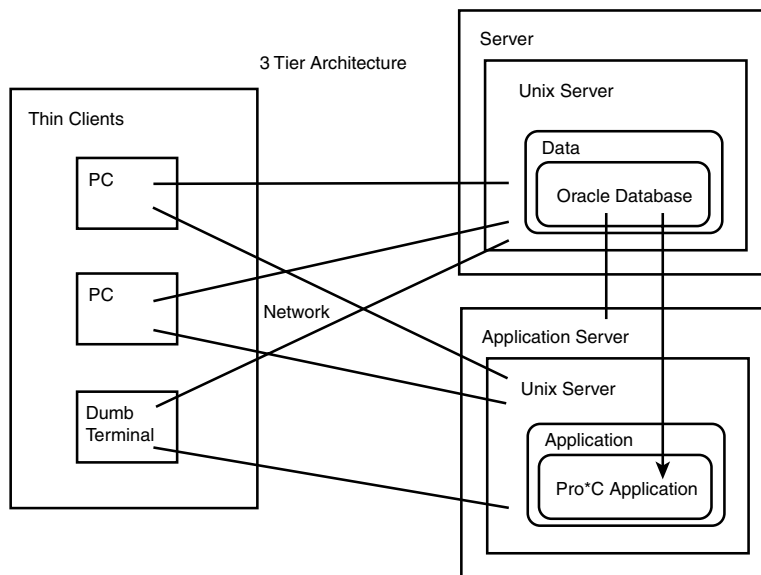 3 Tier Architecture
Thin Clients
PC
PC
Dumb
Terminal
Network
Server
Unix Server
Data
Oracle Database
Application Server
Unix Server
Application
Pro*C Application